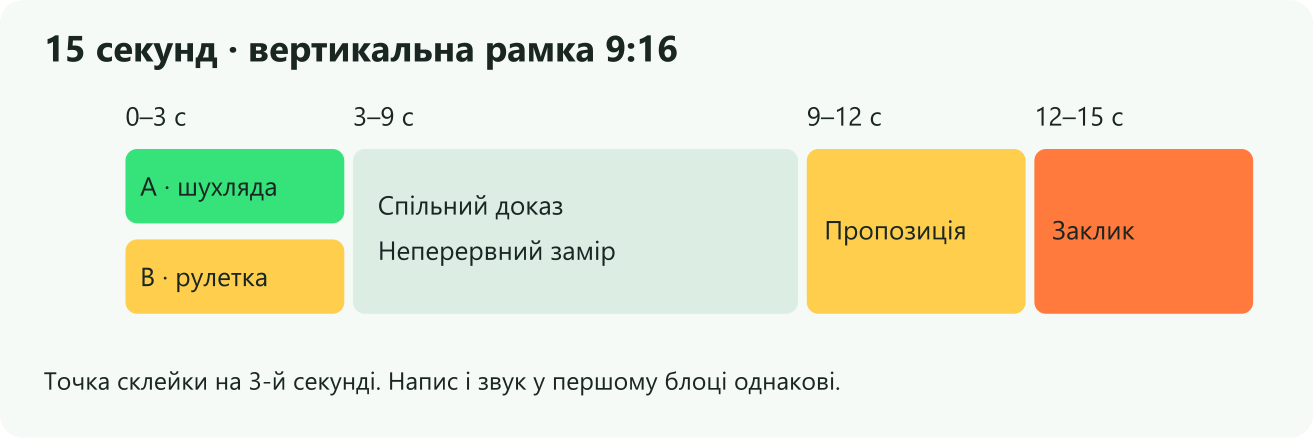 15 секунд · вертикальна рамка 9:16
0–3 с
3–9 с
9–12 с
12–15 с
A · шухляда
B · рулетка
Спільний доказ
Неперервний замір
Пропозиція
Заклик
Точка склейки на 3-й секунді. Напис і звук у першому блоці однакові.